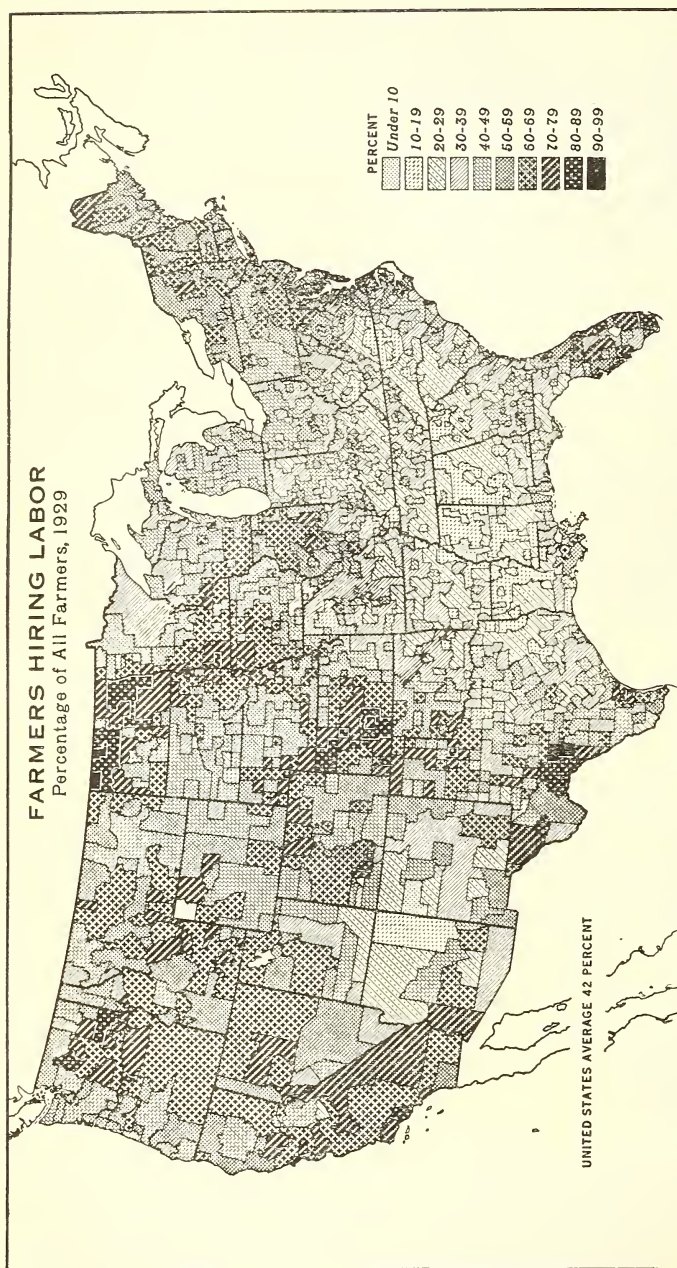 FARMERS HIRING LABOR
Percentage of All Farmers, 1929
PERCENT
Under 10
10-19
20-29
30-39
40-49
50-59
60-69
70-79
80-89
90-99
UNITED STATES AVERAGE 42 PERCENT